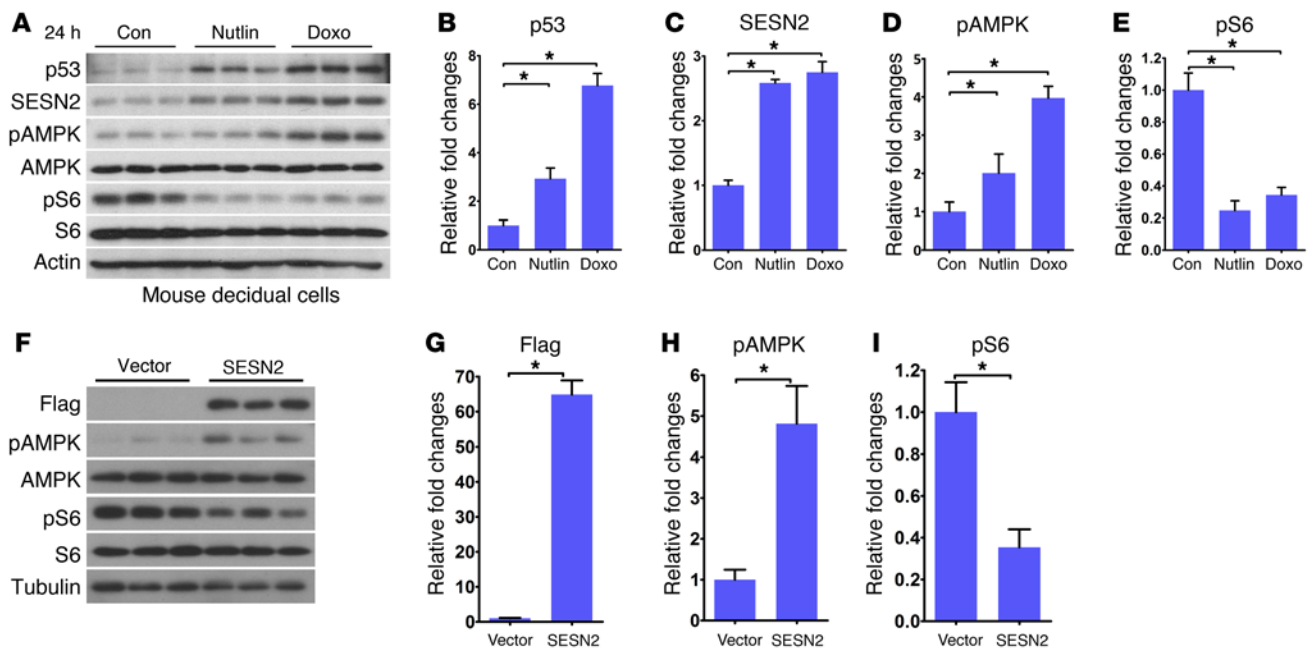 A 24 h Con Nutlin Doxo
p53
SESN2
pAMPK
AMPK
pS6
S6
Actin
Mouse decidual cells
B p53
Relative fold changes
8
6
4
2
0
* *
Con Nutlin Doxo
C SESN2
Relative fold changes
3
2
1
0
* *
Con Nutlin Doxo
D pAMPK
Relative fold changes
5
4
3
2
1
0
* *
Con Nutlin Doxo
E pS6
Relative fold changes
1.2
1.0
0.8
0.6
0.4
0.2
0.0
* *
Con Nutlin Doxo
F Vector SESN2
Flag
pAMPK
AMPK
pS6
S6
Tubulin
G Flag
Relative fold changes
70
60
50
40
30
20
10
0
*
Vector SESN2
H pAMPK
Relative fold changes
6
5
4
3
2
1
0
*
Vector SESN2
I pS6
Relative fold changes
1.2
1.0
0.8
0.6
0.4
0.2
0.0
*
Vector SESN2